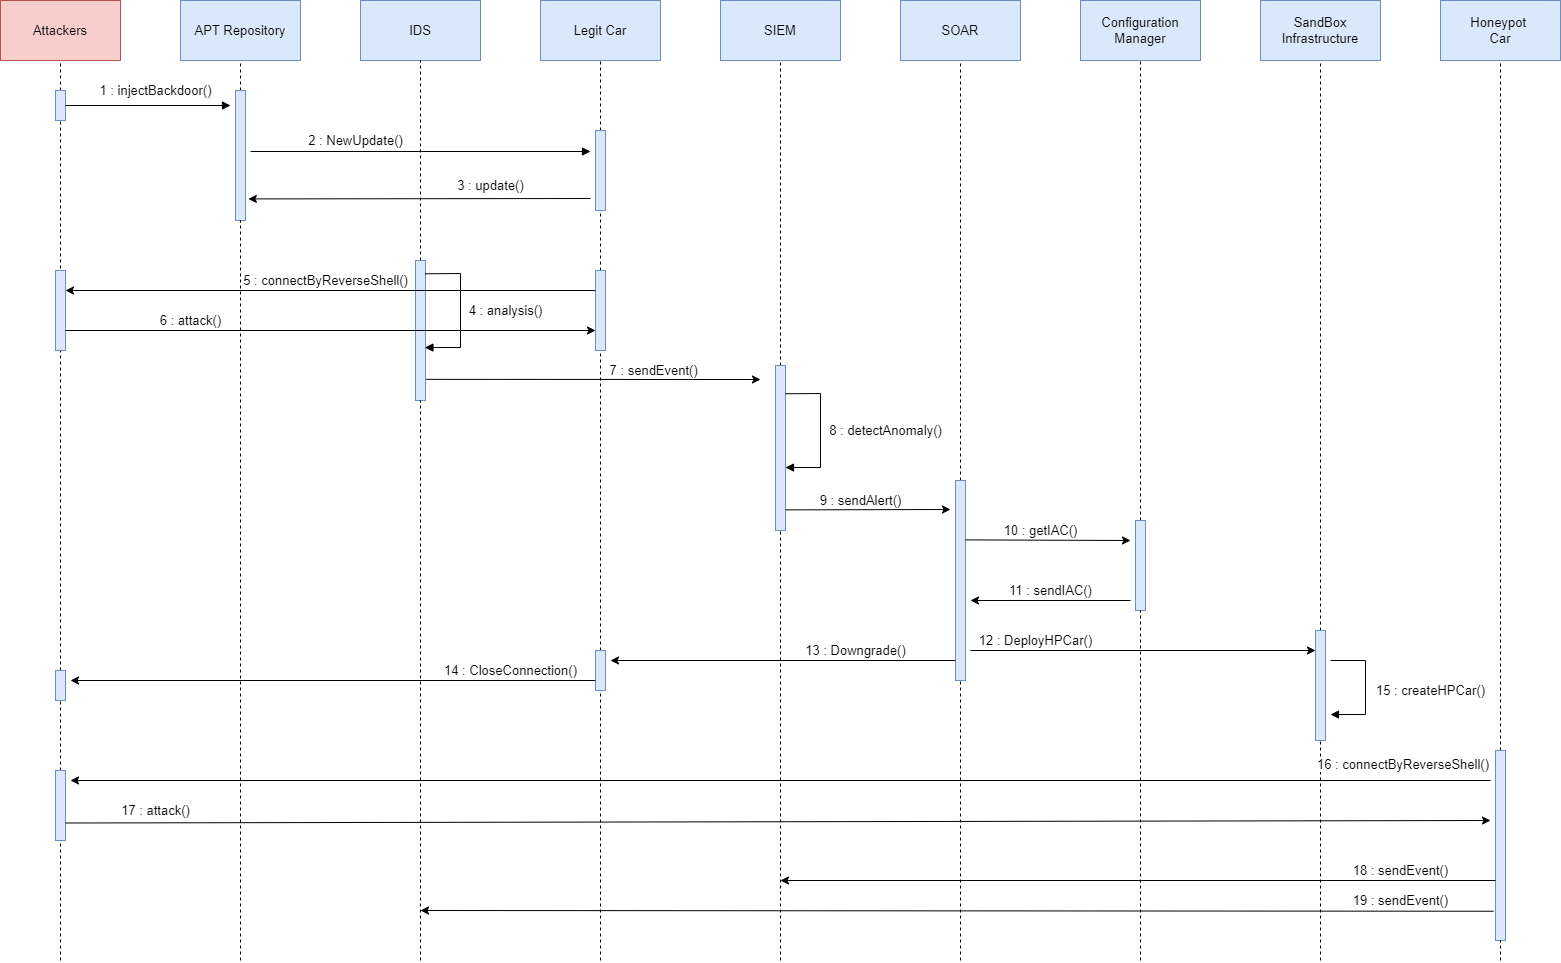 Attackers
APT Repository
IDS
Legit Car
SIEM
SOAR
Configuration
Manager
SandBox
Infrastructure
Honeypot
Car
1 : injectBackdoor()
2 : NewUpdate()
3 : update()
5 : connectByReverseShell()
4 : analysis()
6 : attack()
7 : sendEvent()
8 : detectAnomaly()
9 : sendAlert()
10 : getIAC()
11 : sendIAC()
12 : DeployHPCar()
13 : Downgrade()
14 : CloseConnection()
15 : createHPCar()
16 : connectByReverseShell()
17 : attack()
18 : sendEvent()
19 : sendEvent()